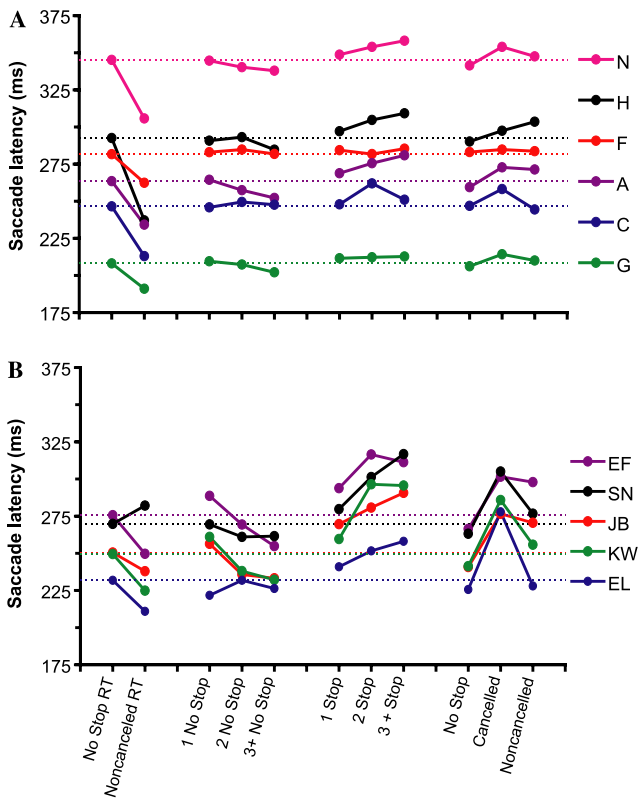 A
375
325
275
225
175
Saccade latency (ms)
N
H
F
A
C
G
B
375
325
275
225
175
Saccade latency (ms)
EF
SN
JB
KW
EL
No Stop RT
Noncanceled RT
1 No Stop
2 No Stop
3+ No Stop
1 Stop
2 Stop
3 + Stop
No Stop
Cancelled
Noncancelled